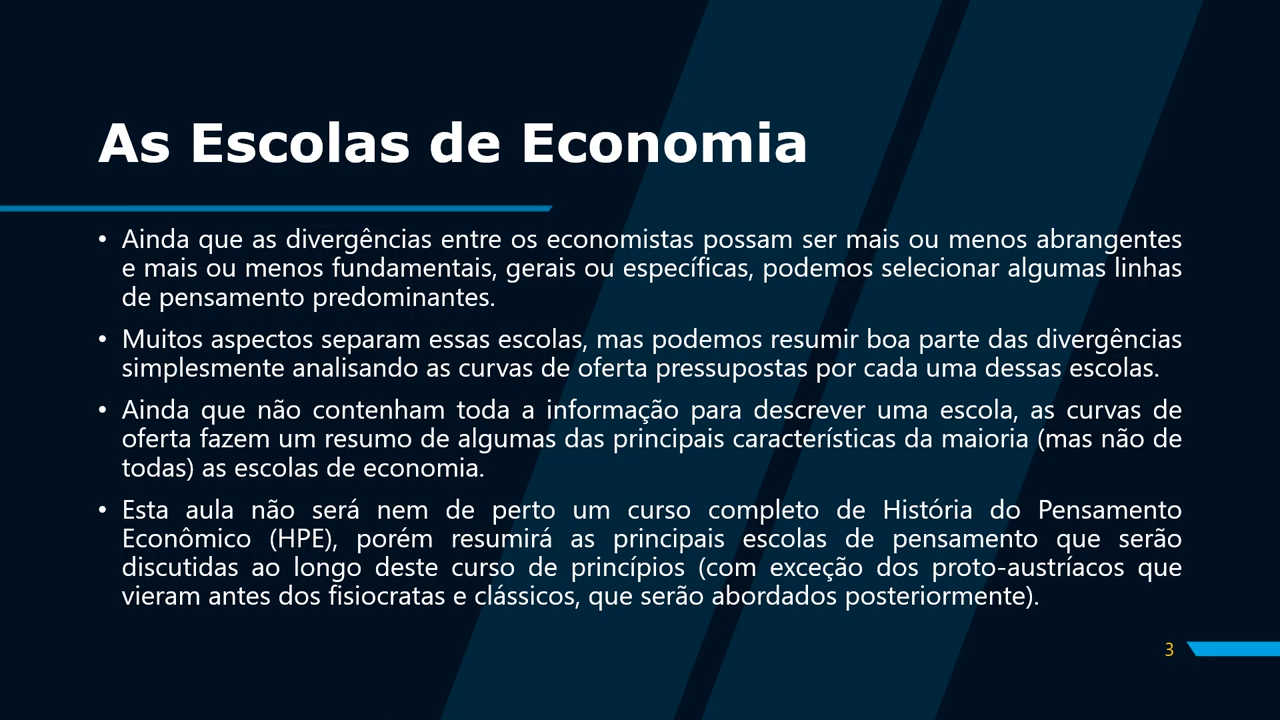 As Escolas de Economia
• Ainda que as divergências entre os economistas possam ser mais ou menos abrangentes
e mais ou menos fundamentais, gerais ou específicas, podemos selecionar algumas linhas
de pensamento predominantes.
• Muitos aspectos separam essas escolas, mas podemos resumir boa parte das divergências
simplesmente analisando as curvas de oferta pressupostas por cada uma dessas escolas.
• Ainda que não contenham toda a informação para descrever uma escola, as curvas de
oferta fazem um resumo de algumas das principais características da maioria (mas não de
todas) as escolas de economia.
• Esta aula não será nem de perto um curso completo de História do Pensamento
Econômico (HPE), porém resumirá as principais escolas de pensamento que serão
discutidas ao longo deste curso de princípios (com exceção dos proto-austríacos que
vieram antes dos fisiocratas e clássicos, que serão abordados posteriormente).
3